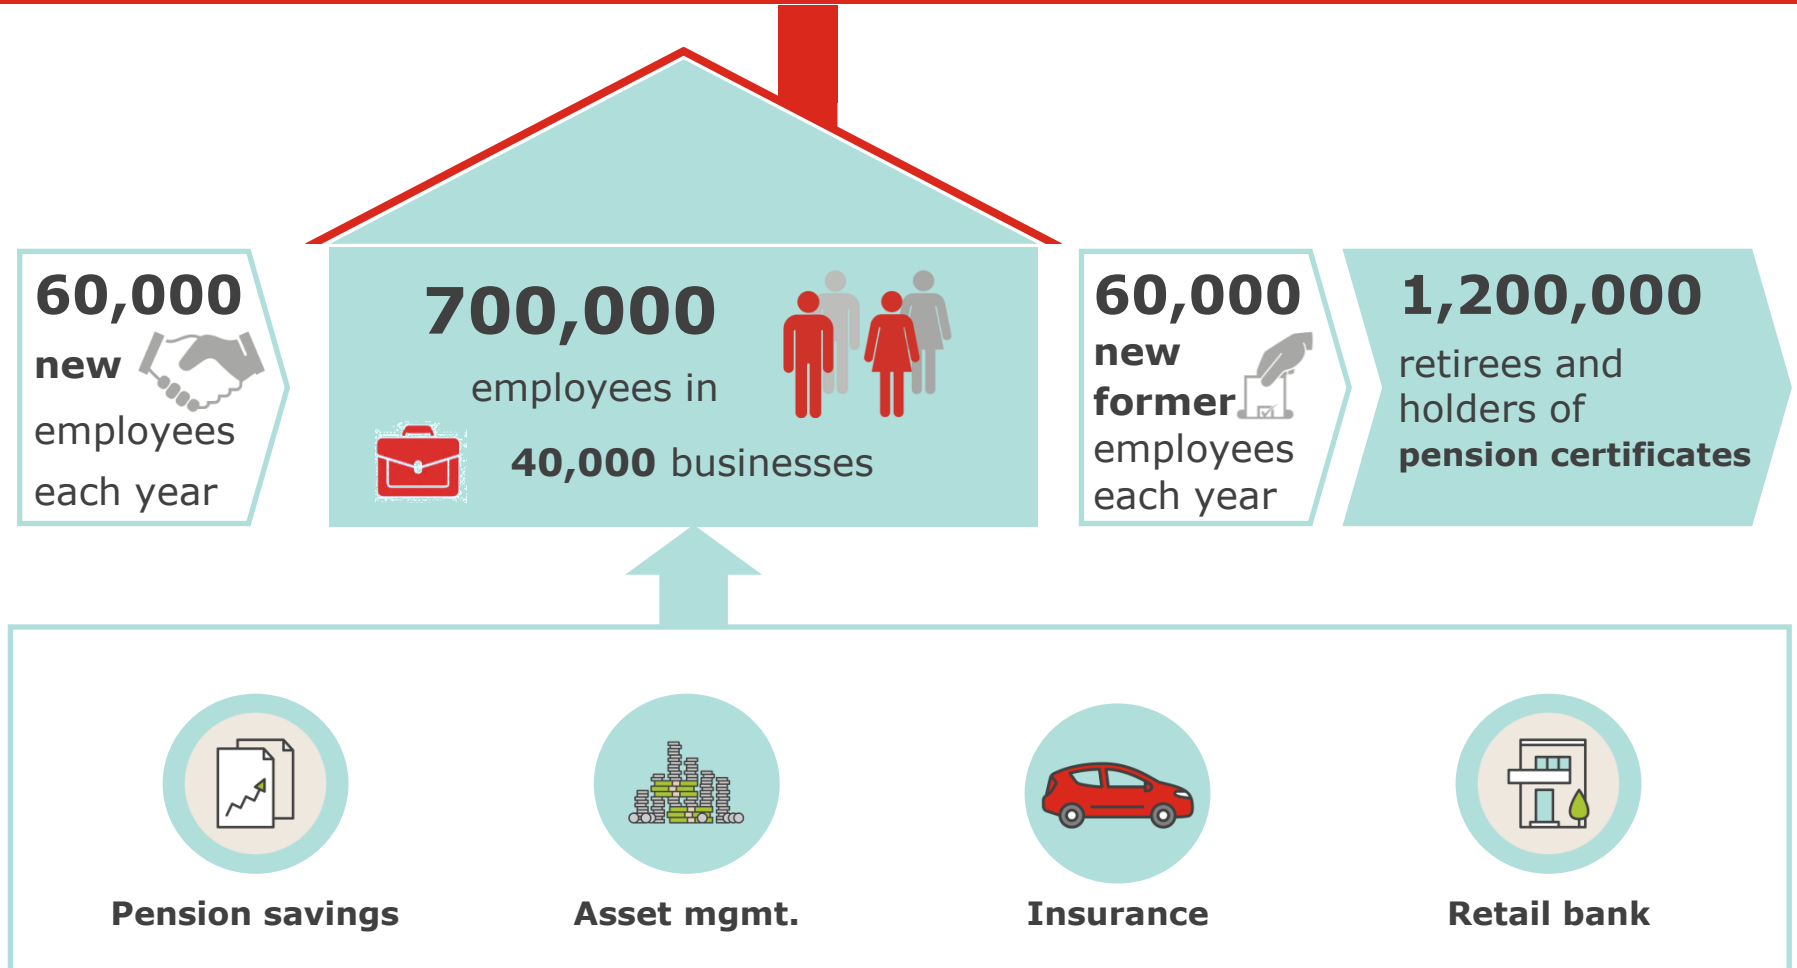 60,000
new
employees
each year
700,000
employees in
40,000 businesses
60,000
new
former
employees
each year
1,200,000
retirees and
holders of
pension certificates
Pension savings
Asset mgmt.
Insurance
Retail bank